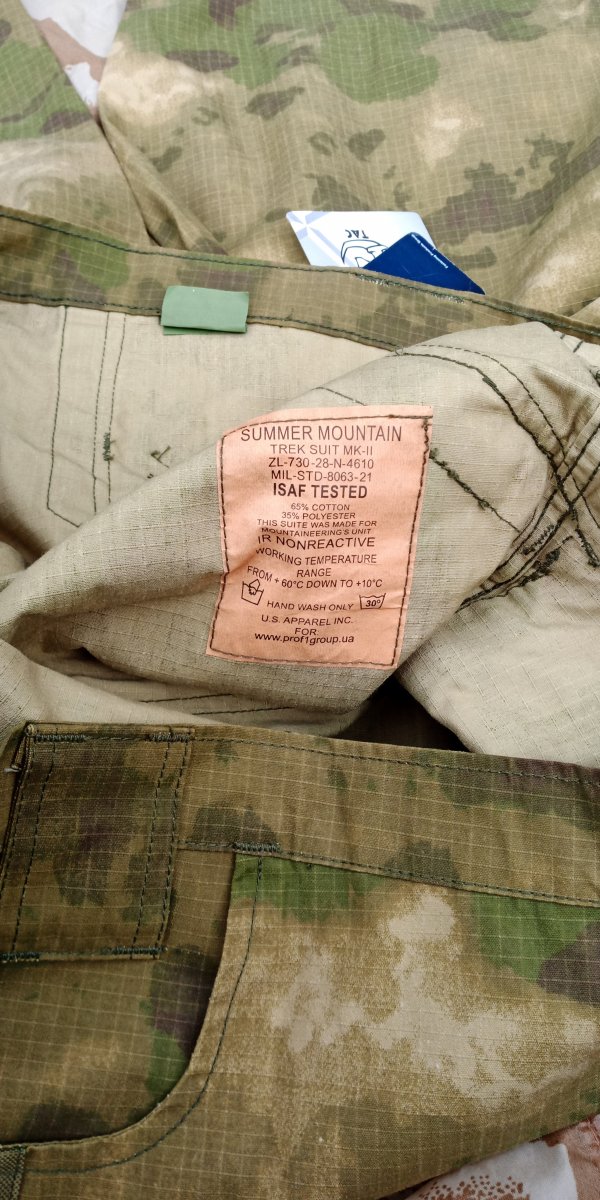 TAC
SUMMER MOUNTAIN
TREK SUIT MK-II
ZL-730-28-N-4610
MIL-STD-8063-21
ISAF TESTED
65% COTTON
35% POLYESTER
THIS SUITE WAS MADE FOR
MOUNTAINEERING'S UNIT
IR NONREACTIVE
WORKING TEMPERATURE
RANGE
FROM + 60°C DOWN TO +10°C
HAND WASH ONLY 30°
U.S. APPAREL INC.
FOR
www.prof1group.ua